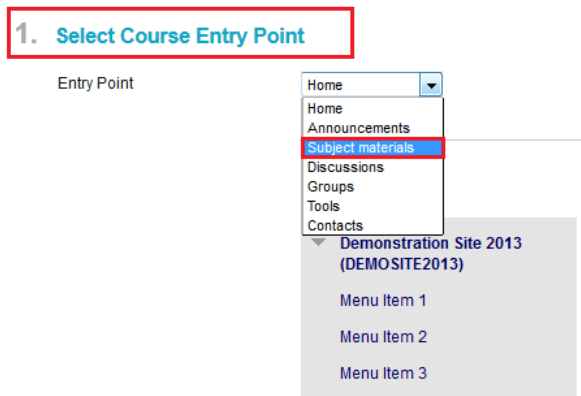 1. Select Course Entry Point
Entry Point
Home
Home
Announcements
Subject materials
Discussions
Groups
Tools
Contacts
Demonstration Site 2013
(DEMOSITE2013)
Menu Item 1
Menu Item 2
Menu Item 3